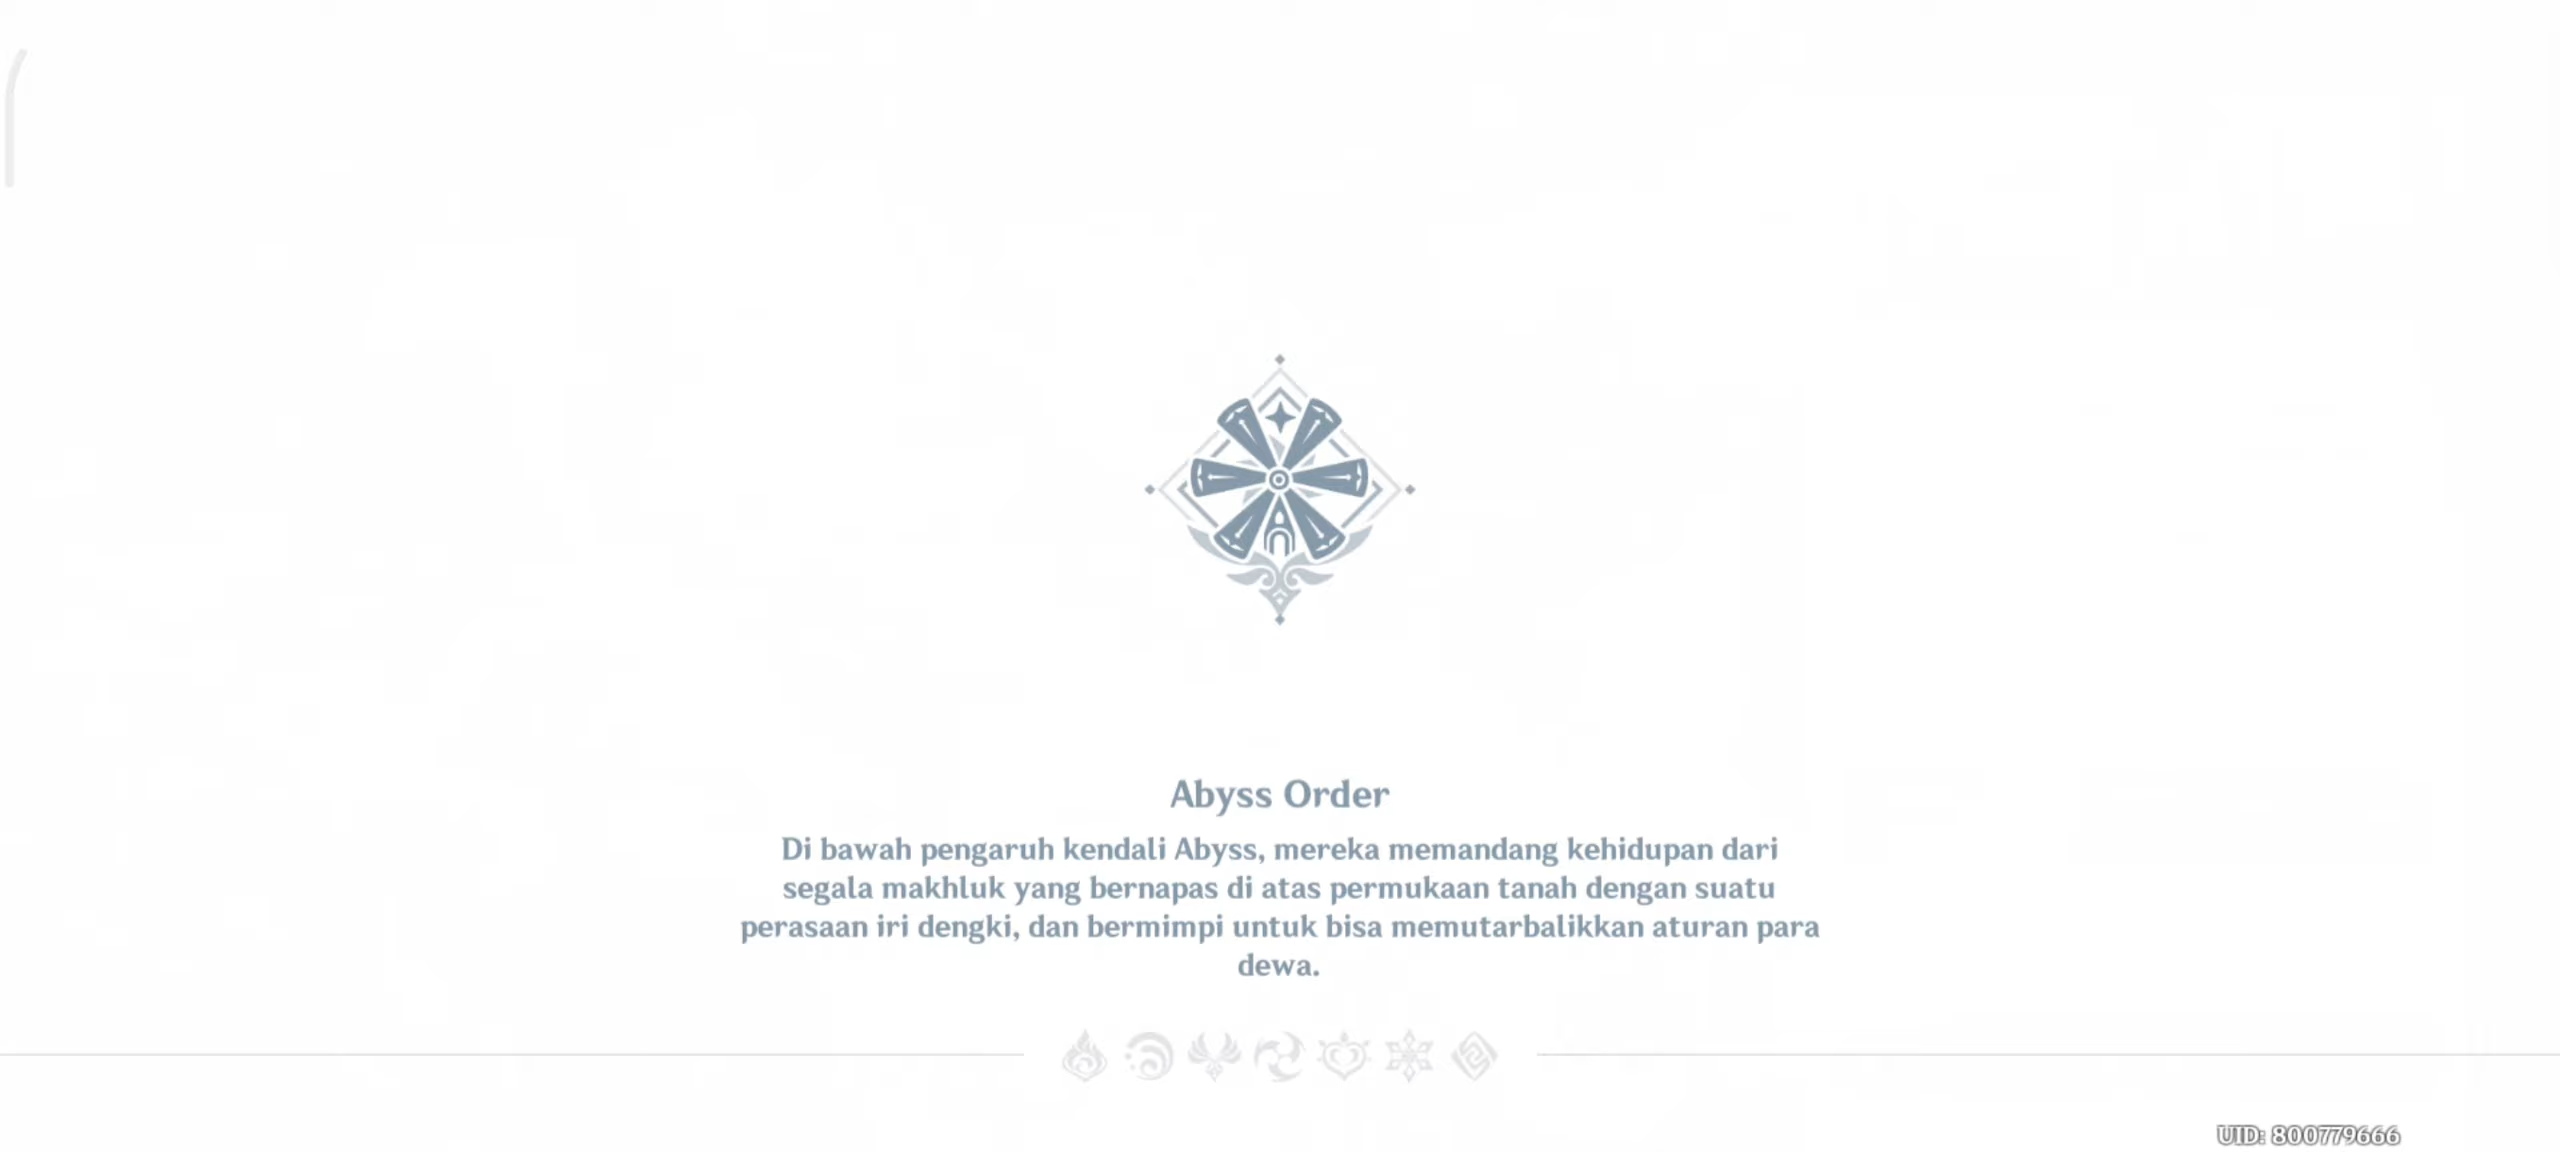 Abyss Order
Di bawah pengaruh kendali Abyss, mereka memandang kehidupan dari
segala makhluk yang bernapas di atas permukaan tanah dengan suatu
perasaan iri dengki, dan bermimpi untuk bisa memutarbalikkan aturan para
dewa.
UID: 800779666